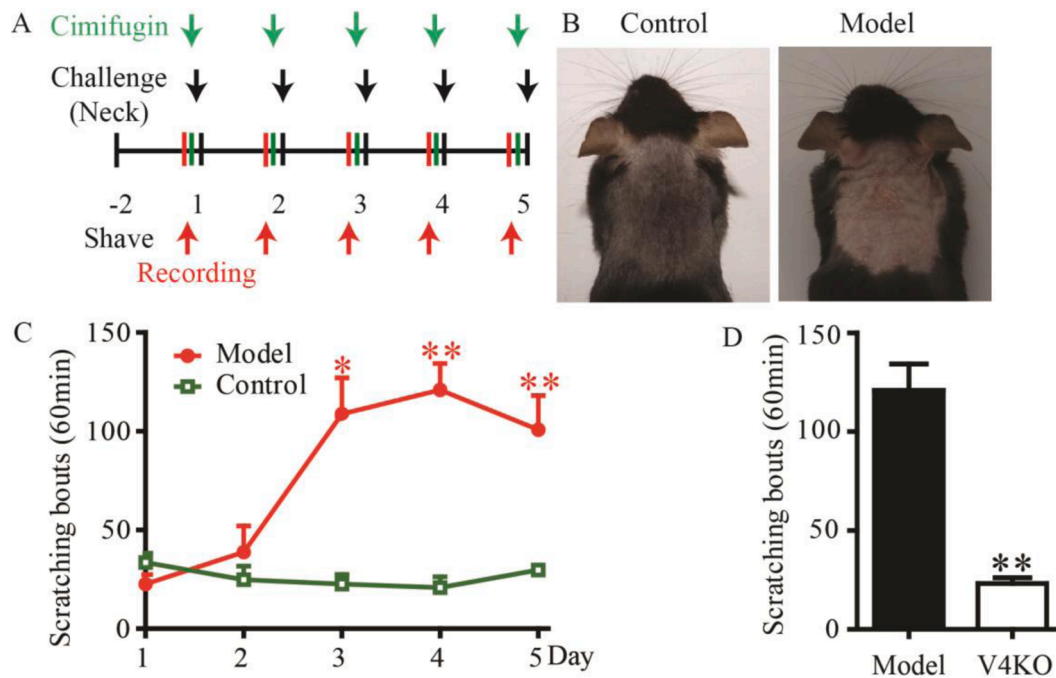 A
Cimifugin
Challenge
(Neck)
-2 1 2 3 4 5
Shave
Recording
B
Control Model
C
Scratching bouts (60min)
150
100
50
0
Model
Control
* ** **
1 2 3 4 5 Day
D
Scratching bouts (60min)
150
100
50
0
**
Model V4KO